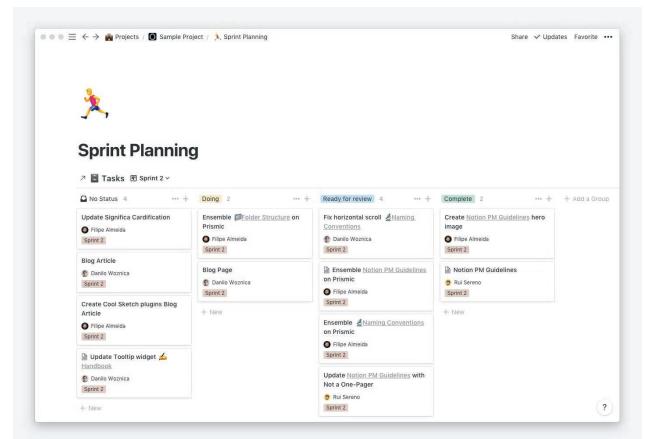 Projects / Sample Project / Sprint Planning
Share Updates Favorite
Sprint Planning
Tasks Sprint 2
No Status 4
Update Significa Cardification
Filipe Almeida
Sprint 2
Blog Article
Danilo Woznica
Sprint 2
Create Cool Sketch plugins Blog
Article
Filipe Almeida
Sprint 2
Update Tooltip widget
Handbook
Danilo Woznica
Sprint 2
+ New
Doing 2
Ensemble Folder Structure on
Prismic
Filipe Almeida
Sprint 2
Blog Page
Danilo Woznica
Sprint 2
+ New
Ready for review 4
Fix horizontal scroll Naming
Conventions
Danilo Woznica
Sprint 2
Ensemble Notion PM Guidelines
on Prismic
Filipe Almeida
Sprint 2
Ensemble Naming Conventions
on Prismic
Filipe Almeida
Sprint 2
Update Notion PM Guidelines with
Not a One-Pager
Rui Sereno
Sprint 2
Complete 2
Create Notion PM Guidelines hero
image
Filipe Almeida
Sprint 2
Notion PM Guidelines
Rui Sereno
Sprint 2
+ New
+ Add a Group
?